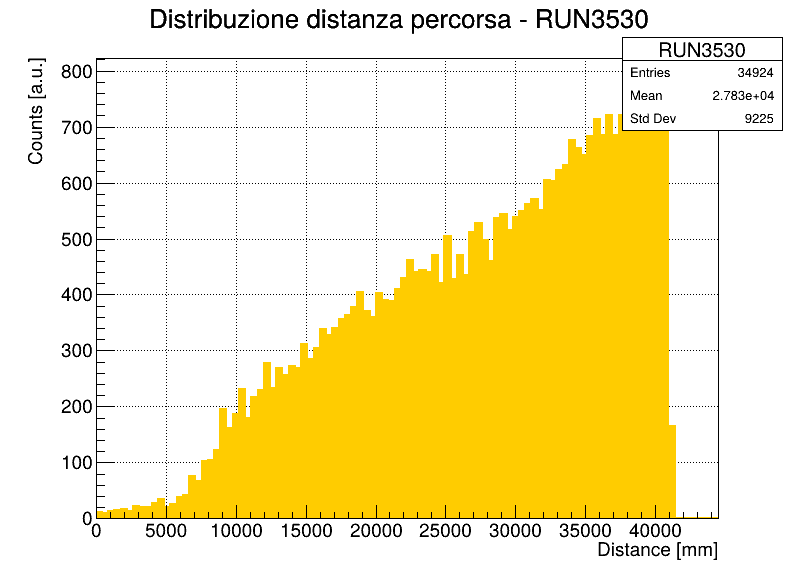 Distribuzione distanza percorsa - RUN3530
RUN3530
Entries 34924
Mean 2.783e+04
Std Dev 9225
Counts [a.u.]
800
700
600
500
400
300
200
100
0
0 5000 10000 15000 20000 25000 30000 35000 40000
Distance [mm]